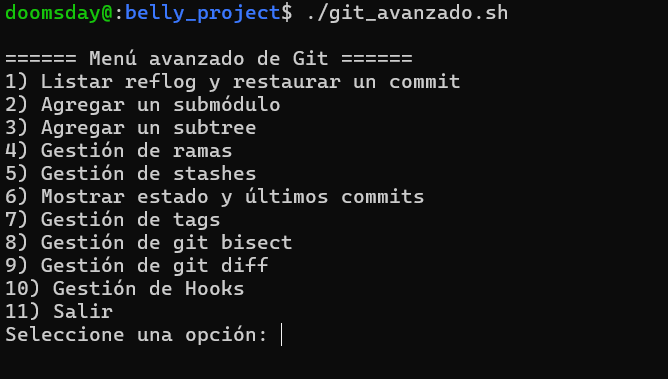 doomsday@:belly_project$ ./git_avanzado.sh
====== Menú avanzado de Git ======
1) Listar reflog y restaurar un commit
2) Agregar un submódulo
3) Agregar un subtree
4) Gestión de ramas
5) Gestión de stashes
6) Mostrar estado y últimos commits
7) Gestión de tags
8) Gestión de git bisect
9) Gestión de git diff
10) Gestión de Hooks
11) Salir
Seleccione una opción: